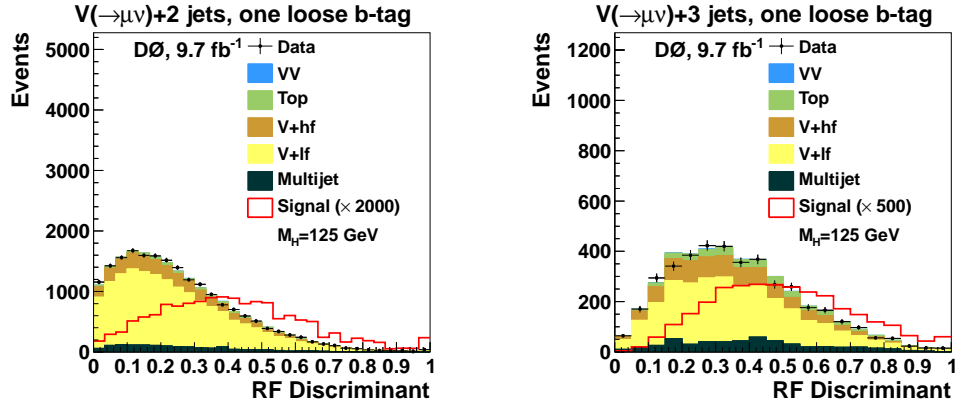 V(→μν)+2 jets, one loose b-tag
Events
5000
4000
3000
2000
1000
0
DØ, 9.7 fb⁻¹
Data
VV
Top
V+hf
V+lf
Multijet
Signal (× 2000)
M_H=125 GeV
0 0.1 0.2 0.3 0.4 0.5 0.6 0.7 0.8 0.9 1
RF Discriminant
V(→μν)+3 jets, one loose b-tag
Events
1200
1000
800
600
400
200
0
DØ, 9.7 fb⁻¹
Data
VV
Top
V+hf
V+lf
Multijet
Signal (× 500)
M_H=125 GeV
0 0.1 0.2 0.3 0.4 0.5 0.6 0.7 0.8 0.9 1
RF Discriminant